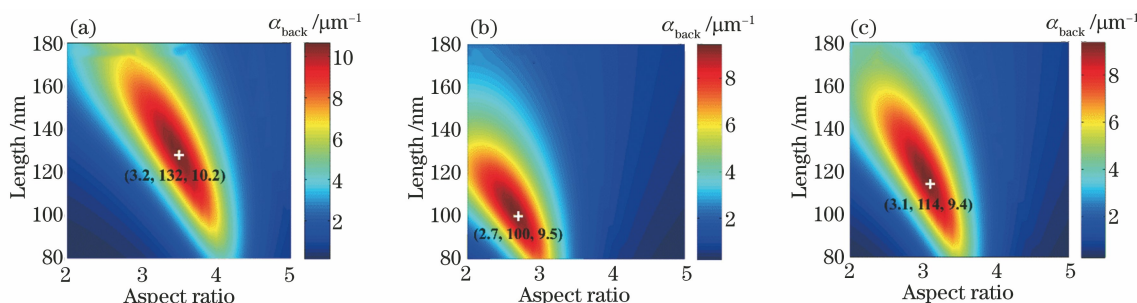 (a)
α_back /μm⁻¹
180
160
140
120
100
80
Length /nm
(3.2, 132, 10.2)
2 3 4 5
Aspect ratio
10
8
6
4
2
(b)
α_back /μm⁻¹
180
160
140
120
100
80
Length /nm
(2.7, 100, 9.5)
2 3 4 5
Aspect ratio
8
6
4
2
(c)
α_back /μm⁻¹
180
160
140
120
100
80
Length /nm
(3.1, 114, 9.4)
2 3 4 5
Aspect ratio
8
6
4
2